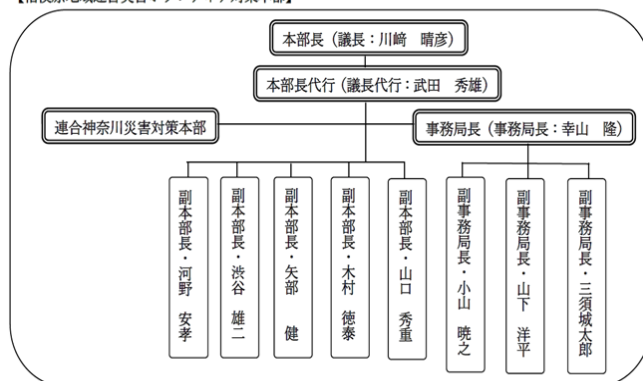 本部長（議長：川﨑　晴彦）
本部長代行（議長代行：武田　秀雄）
連合神奈川災害対策本部
事務局長（事務局長：幸山　隆）
副本部長・河野　安孝
副本部長・渋谷　雄二
副本部長・矢部　健
副本部長・木村　徳泰
副本部長・山口　秀重
副事務局長・小山　暁之
副事務局長・山下　洋平
副事務局長・三須城太郎